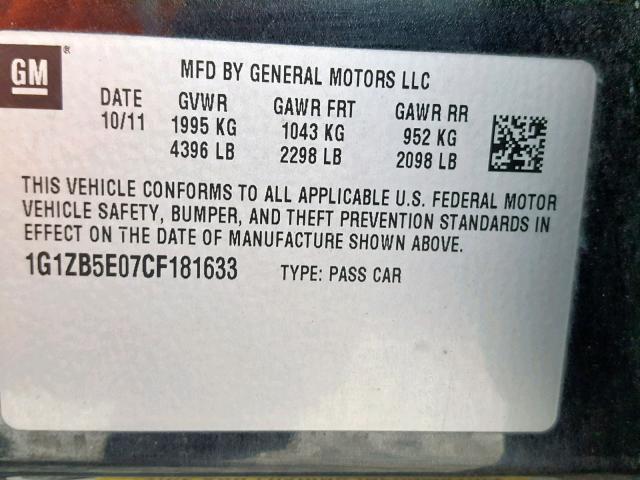 GM
MFD BY GENERAL MOTORS LLC
DATE GVWR GAWR FRT GAWR RR
10/11 1995 KG 1043 KG 952 KG
4396 LB 2298 LB 2098 LB
THIS VEHICLE CONFORMS TO ALL APPLICABLE U.S. FEDERAL MOTOR
VEHICLE SAFETY, BUMPER, AND THEFT PREVENTION STANDARDS IN
EFFECT ON THE DATE OF MANUFACTURE SHOWN ABOVE.
1G1ZB5E07CF181633 TYPE: PASS CAR